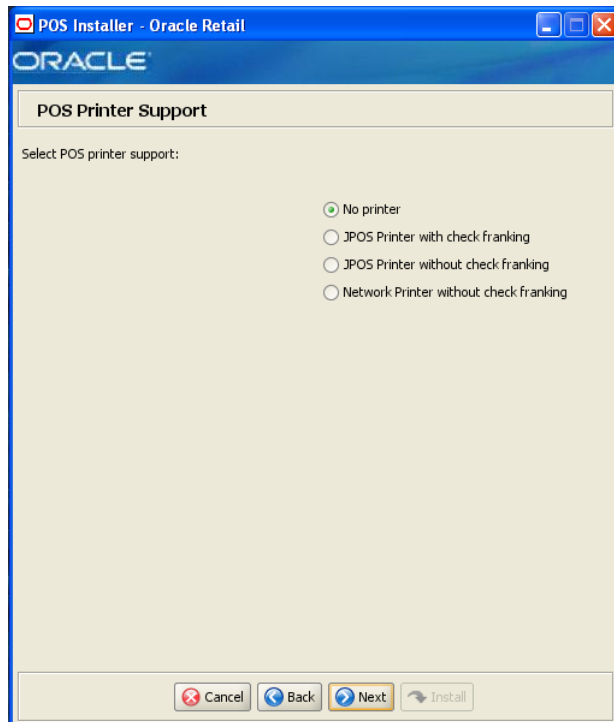 POS Installer - Oracle Retail
ORACLE
POS Printer Support
Select POS printer support:
No printer
JPOS Printer with check franking
JPOS Printer without check franking
Network Printer without check franking
Cancel Back Next Install